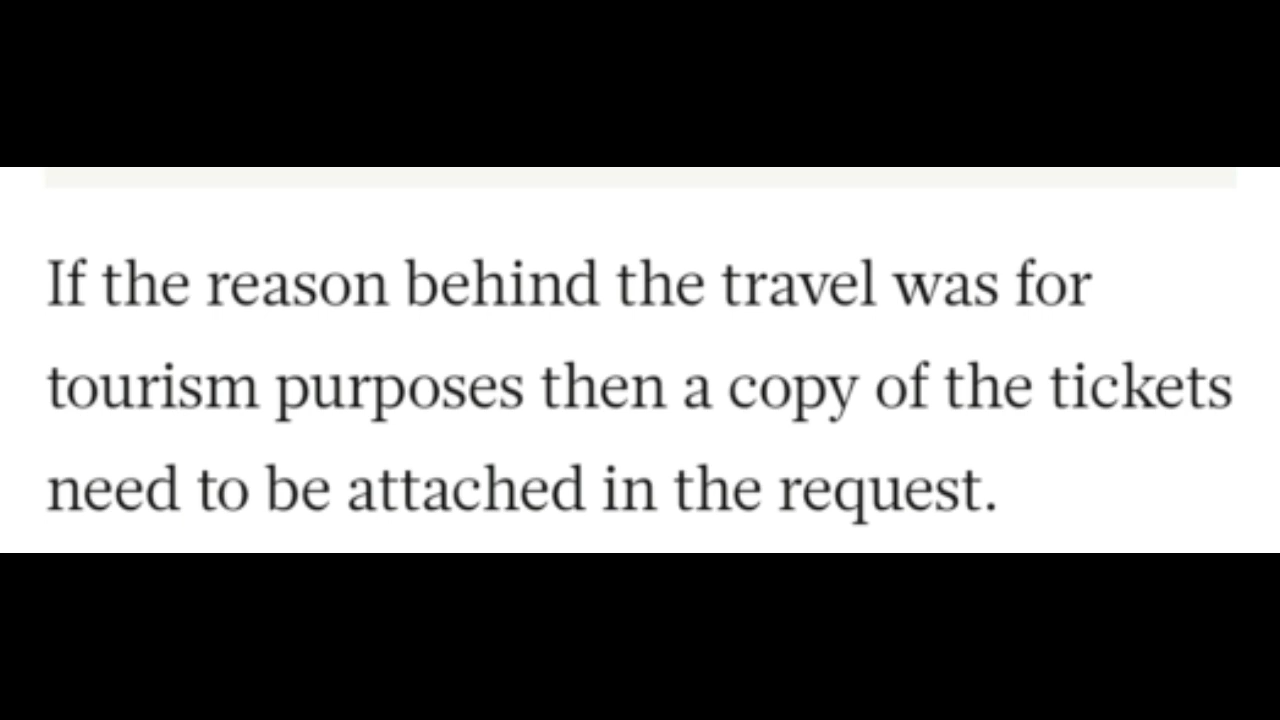 If the reason behind the travel was for
tourism purposes then a copy of the tickets
need to be attached in the request.